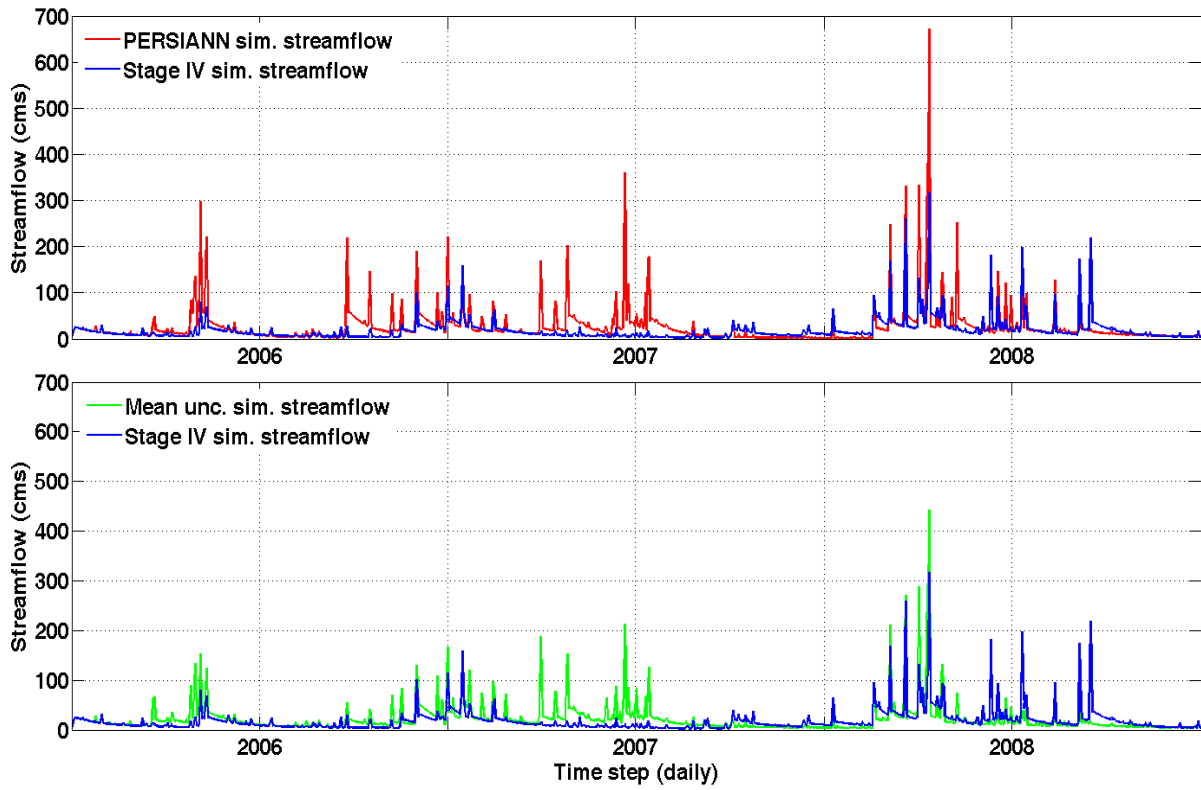 700
600
500
400
300
200
100
0
Streamflow (cms)
PERSIANN sim. streamflow
Stage IV sim. streamflow
2006 2007 2008
700
600
500
400
300
200
100
0
Streamflow (cms)
Mean unc. sim. streamflow
Stage IV sim. streamflow
2006 2007 2008
Time step (daily)